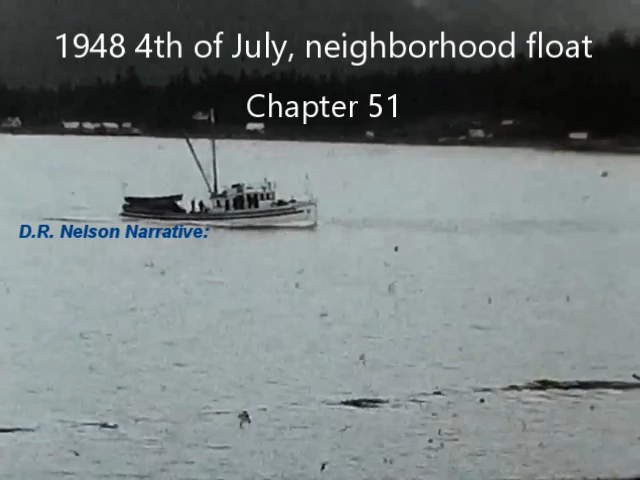 1948 4th of July, neighborhood float
Chapter 51
D.R. Nelson Narrative: